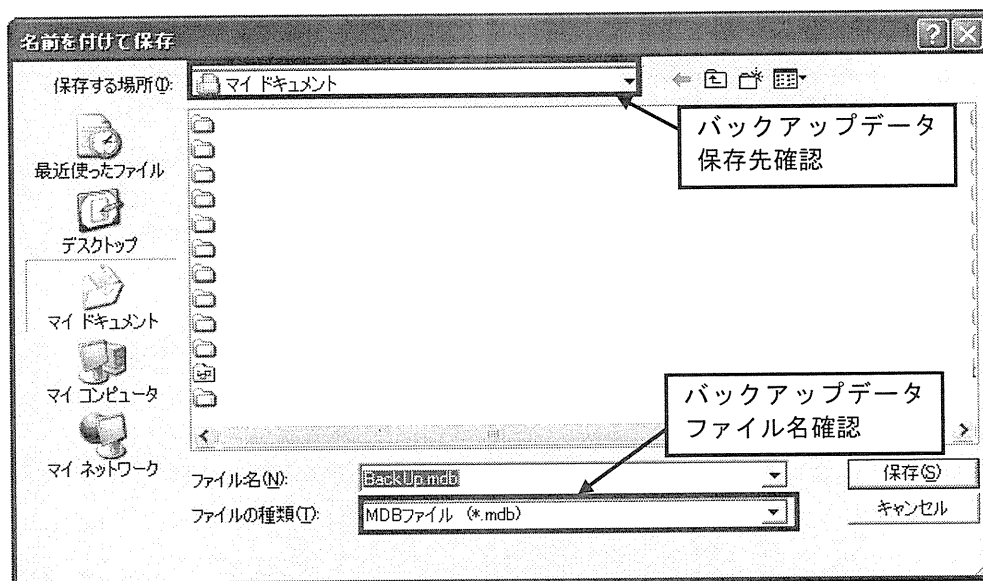 名前を付けて保存
保存する場所(I):
マイ ドキュメント
バックアップデータ
保存先確認
最近使ったファイル
デスクトップ
マイ ドキュメント
マイ コンピュータ
マイ ネットワーク
バックアップデータ
ファイル名確認
ファイル名(N):
BackUp.mdb
保存(S)
ファイルの種類(T):
MDBファイル (*.mdb)
キャンセル